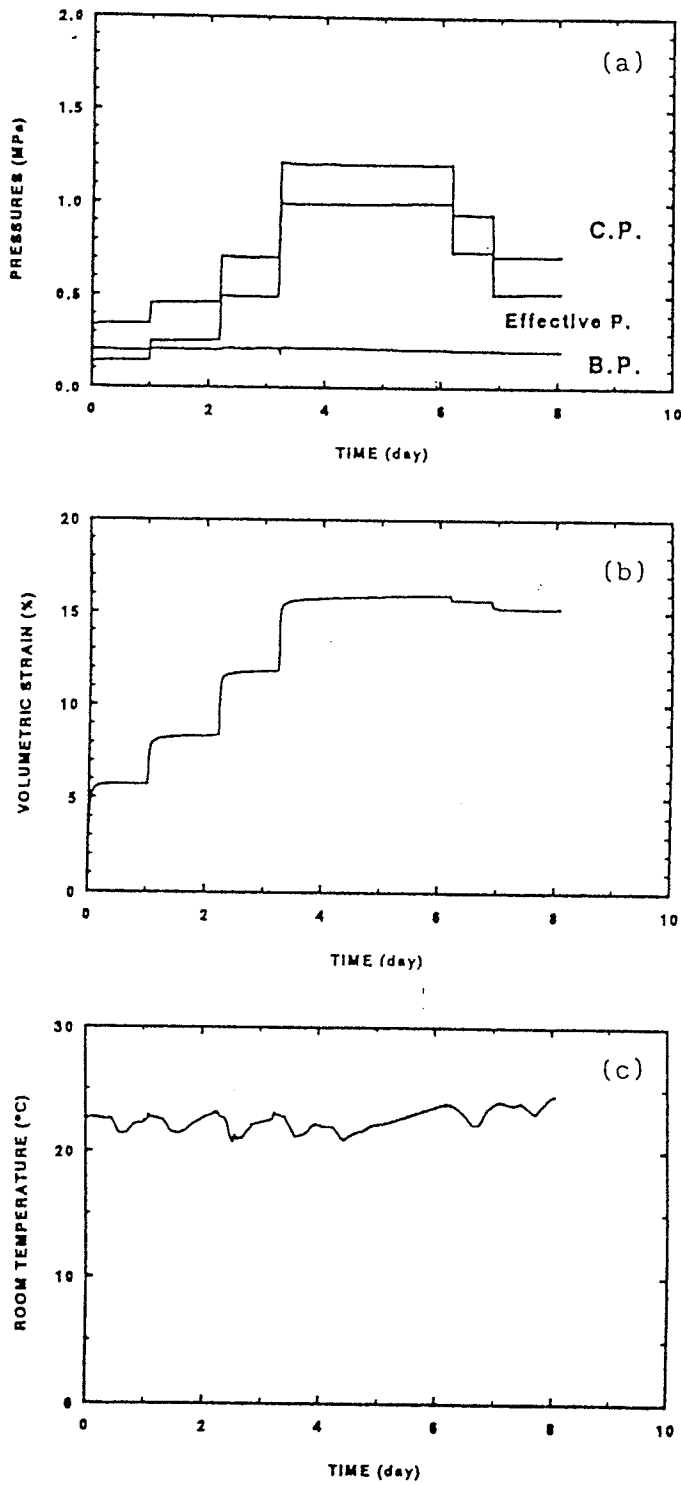 (a)
PRESSURES (MPa)
2.0
1.5
1.0
0.5
0.0
C.P.
Effective P.
B.P.
0 2 4 6 8 10
TIME (day)
(b)
VOLUMETRIC STRAIN (%)
20
15
10
5
0
0 2 4 6 8 10
TIME (day)
(c)
ROOM TEMPERATURE (°C)
30
20
10
0
0 2 4 6 8 10
TIME (day)